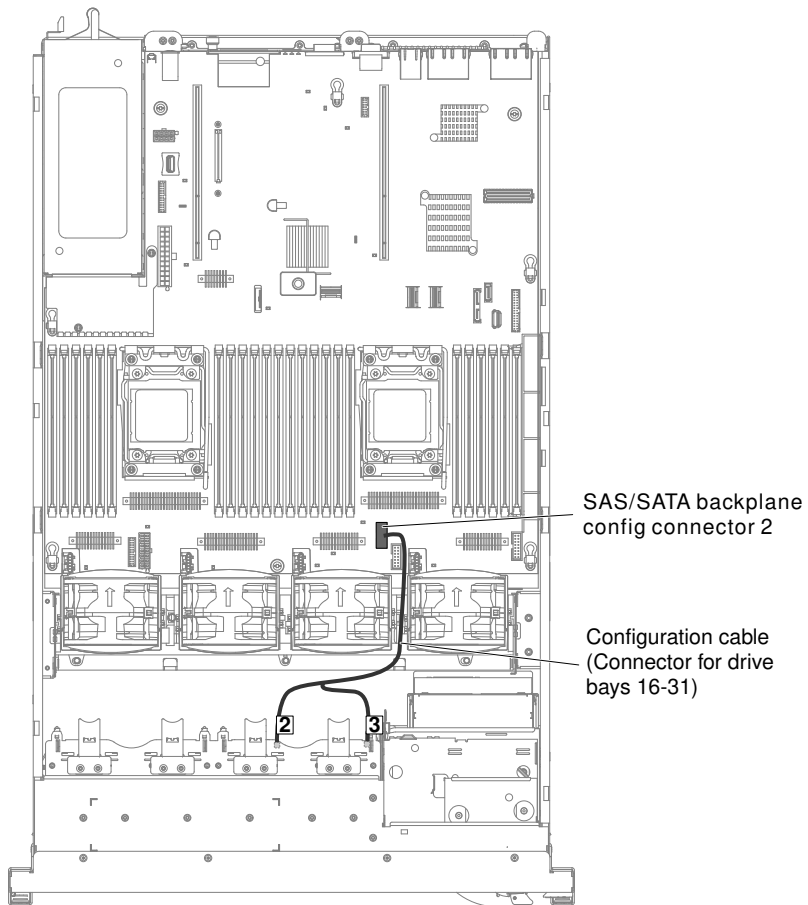 SAS/SATA backplane
config connector 2
Configuration cable
(Connector for drive
bays 16-31)
2
3